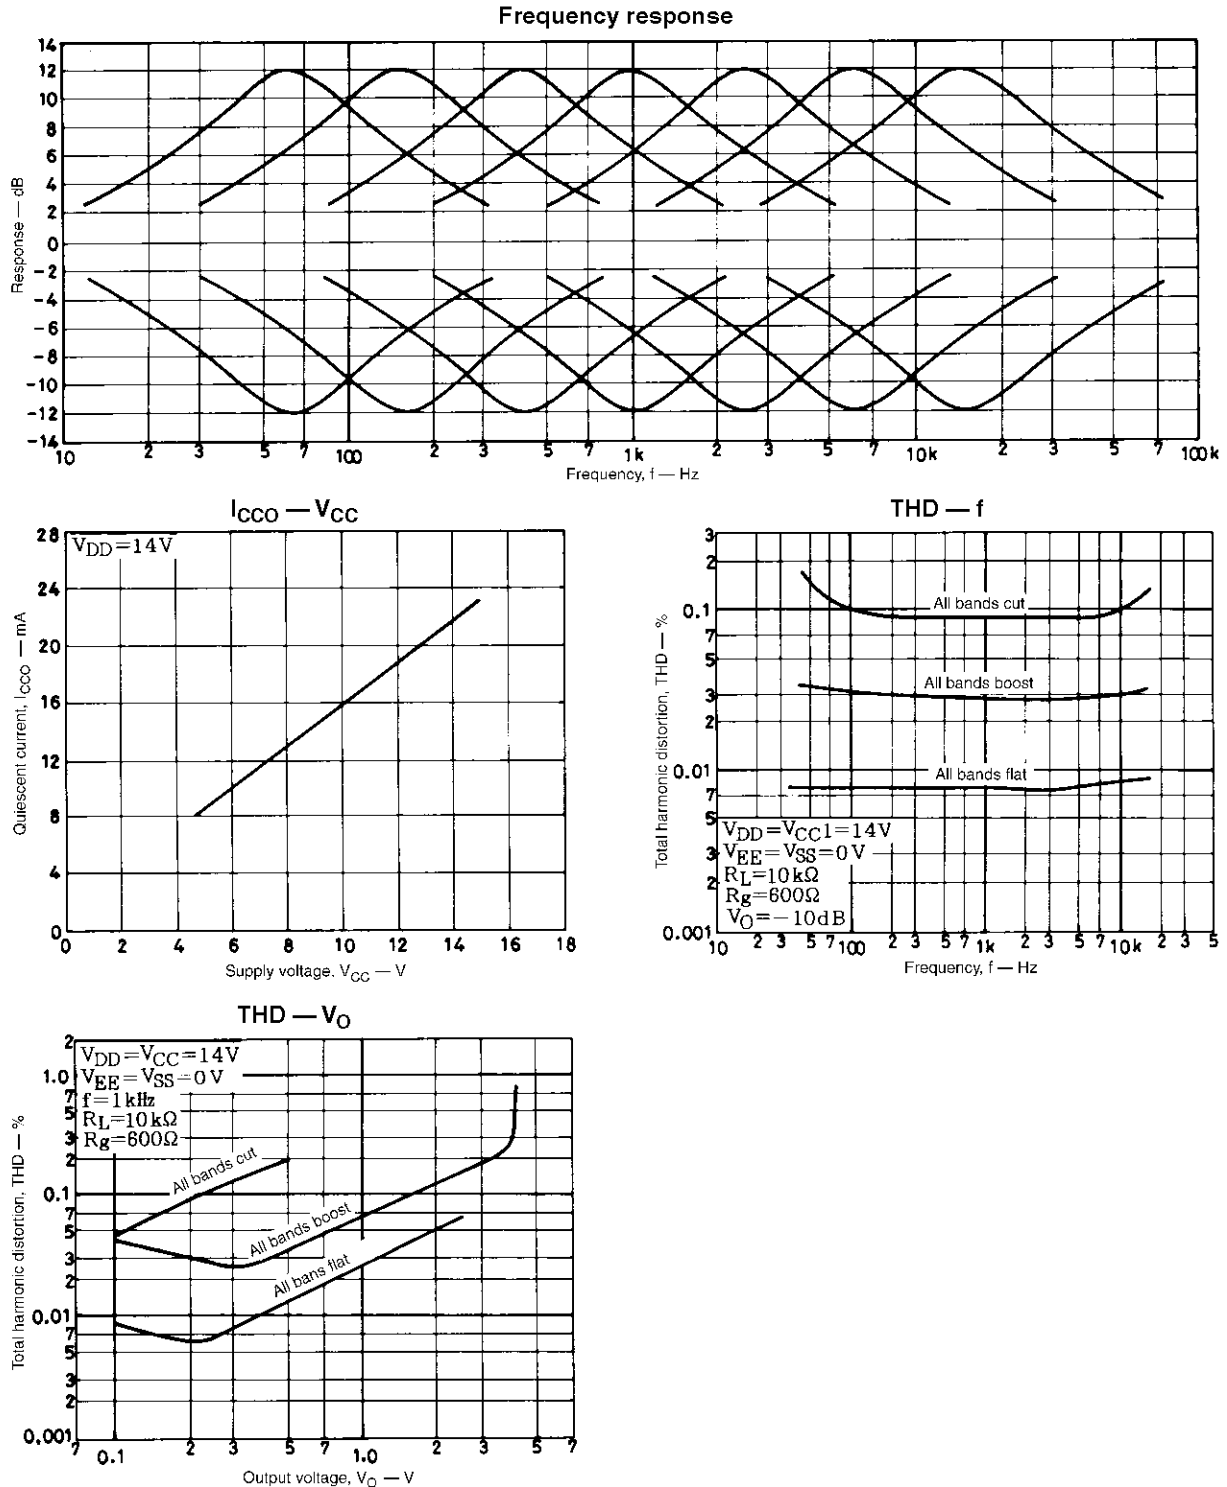 Frequency response
14
12
10
8
6
4
2
0
-2
-4
-6
-8
-10
-12
-14
Response — dB
10 2 3 5 7 100 2 3 5 7 1k 2 3 5 7 10k 2 3 5 7 100k
Frequency, f — Hz
ICCO — VCC
VDD=14V
28
24
20
16
12
8
4
0
Quiescent current, ICCO — mA
0 2 4 6 8 10 12 14 16 18
Supply voltage, VCC — V
THD — f
3
2
0.1
7
5
3
2
0.01
7
5
3
2
0.001
Total harmonic distortion, THD — %
All bands cut
All bands boost
All bands flat
VDD=VCC1=14V
VEE=VSS=0V
RL=10kΩ
Rg=600Ω
VO=-10dB
10 2 3 5 7 100 2 3 5 7 1k 2 3 5 7 10k 2 3 5
Frequency, f — Hz
THD — VO
2
1.0
7
5
3
2
0.1
7
5
3
2
0.01
7
5
3
2
0.001
Total harmonic distortion, THD — %
VDD=VCC=14V
VEE=VSS=0V
f=1kHz
RL=10kΩ
Rg=600Ω
All bands cut
All bands boost
All bans flat
7 0.1 2 3 5 7 1.0 2 3 5 7
Output voltage, VO — V